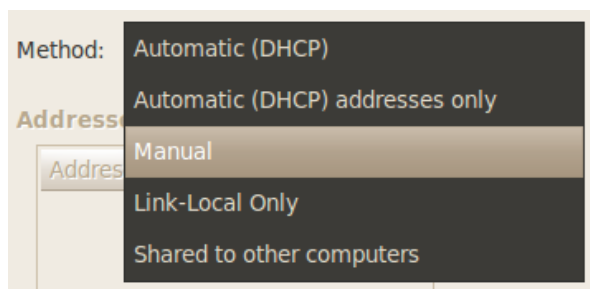 Method:
Automatic (DHCP)
Automatic (DHCP) addresses only
Manual
Link-Local Only
Shared to other computers